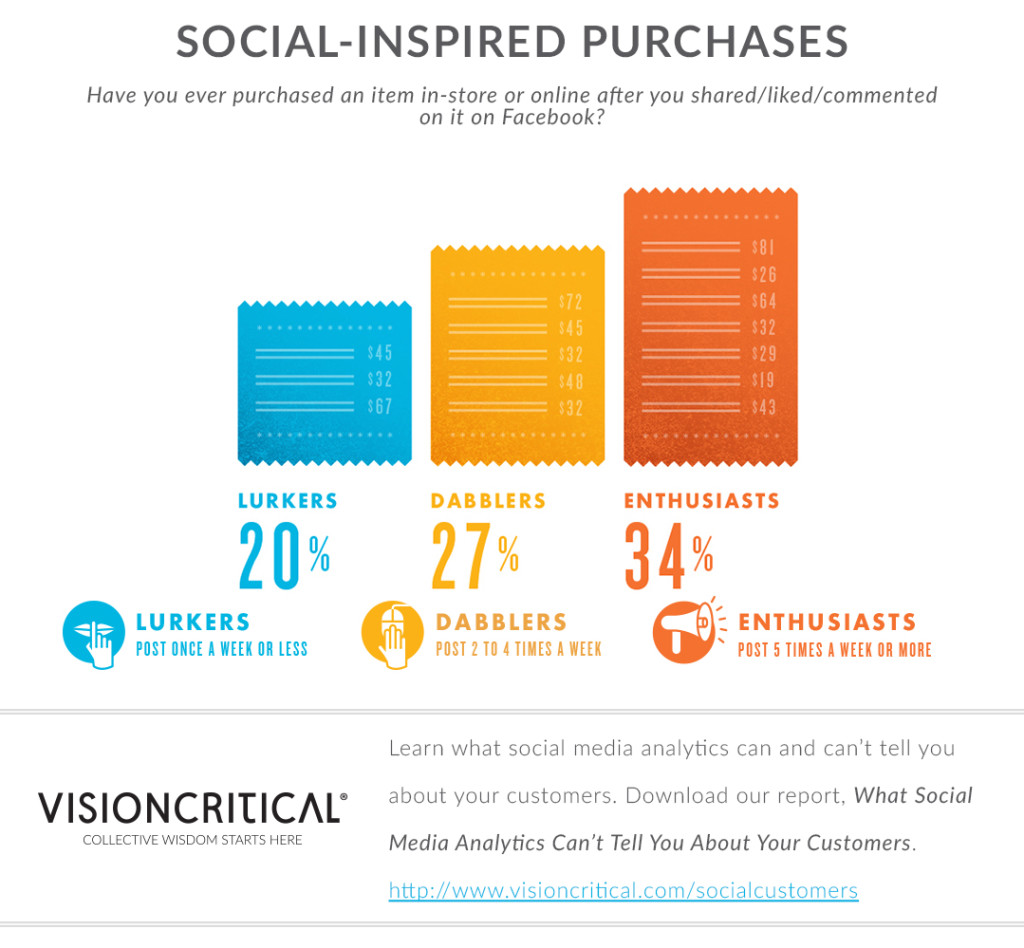 SOCIAL-INSPIRED PURCHASES
Have you ever purchased an item in-store or online after you shared/liked/commented
on it on Facebook?
$45
$32
$67
$72
$45
$32
$48
$32
$81
$26
$64
$32
$29
$19
$43
LURKERS
20%
DABBLERS
27%
ENTHUSIASTS
34%
LURKERS
POST ONCE A WEEK OR LESS
DABBLERS
POST 2 TO 4 TIMES A WEEK
ENTHUSIASTS
POST 5 TIMES A WEEK OR MORE
VISIONCRITICAL®
COLLECTIVE WISDOM STARTS HERE
Learn what social media analytics can and can't tell you
about your customers. Download our report, What Social
Media Analytics Can't Tell You About Your Customers.
http://www.visioncritical.com/socialcustomers